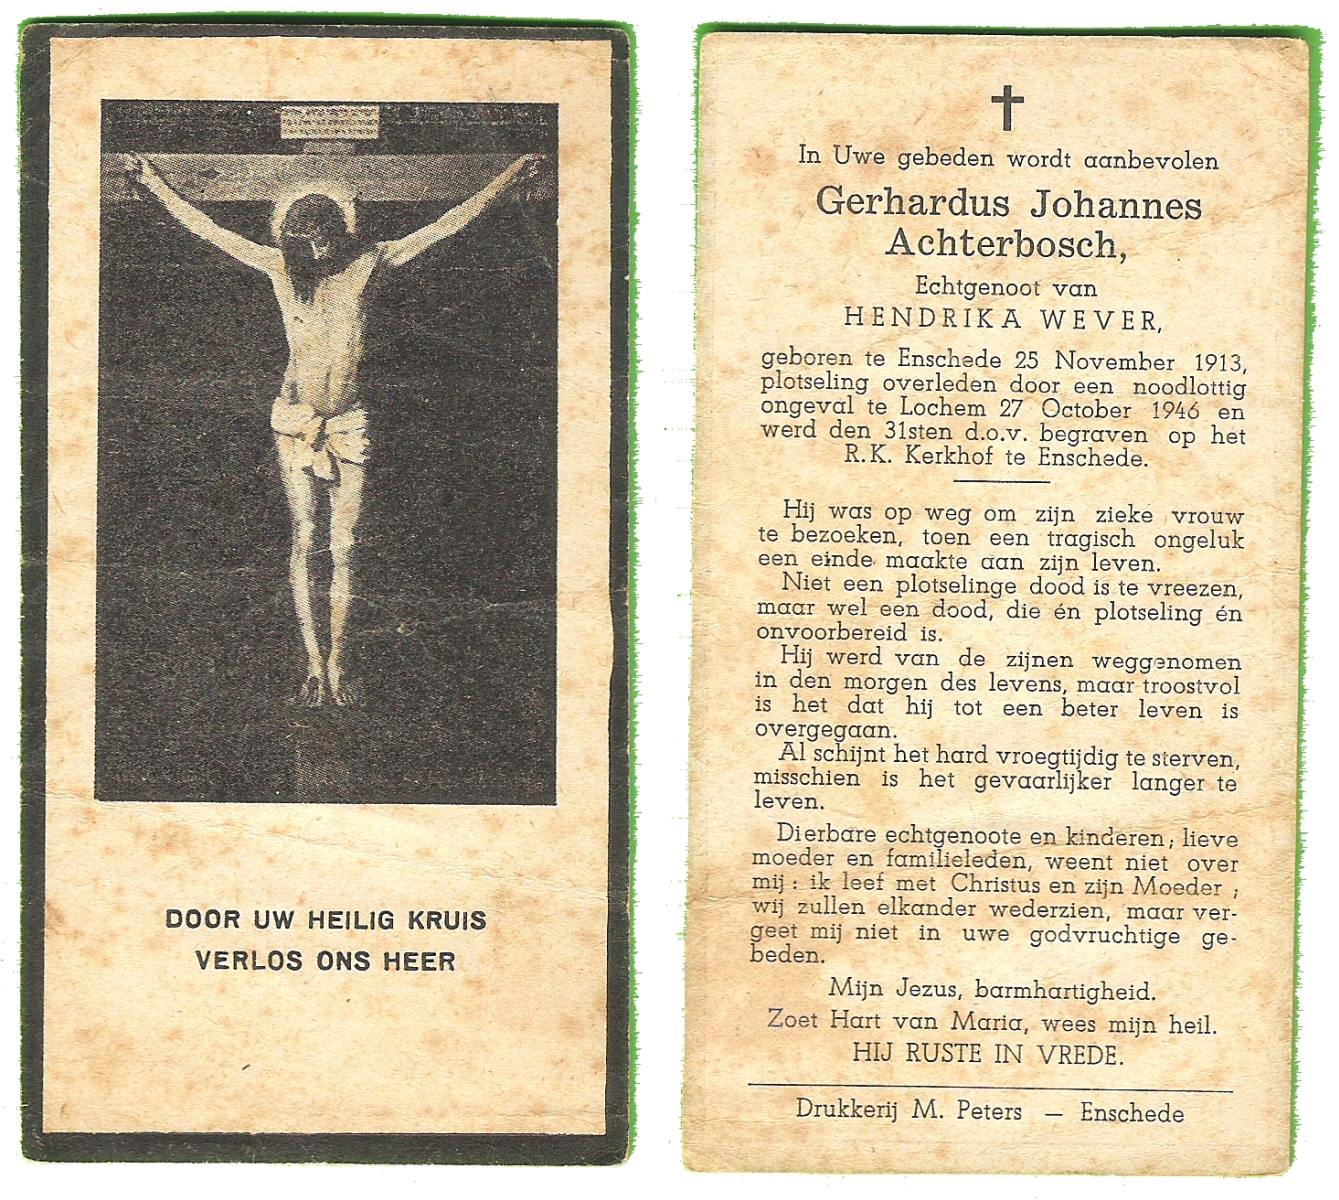 DOOR UW HEILIG KRUIS
VERLOS ONS HEER
In Uwe gebeden wordt aanbevolen
Gerhardus Johannes
Achterbosch,
Echtgenoot van
HENDRIKA WEVER,
geboren te Enschede 25 November 1913,
plotseling overleden door een noodlottig
ongeval te Lochem 27 October 1946 en
werd den 31sten d.o.v. begraven op het
R.K. Kerkhof te Enschede.
Hij was op weg om zijn zieke vrouw
te bezoeken, toen een tragisch ongeluk
een einde maakte aan zijn leven.
Niet een plotselinge dood is te vreezen,
maar wel een dood, die én plotseling én
onvoorbereid is.
Hij werd van de zijnen weggenomen
in den morgen des levens, maar troostvol
is het dat hij tot een beter leven is
overgegaan.
Al schijnt het hard vroegtijdig te sterven,
misschien is het gevaarlijker langer te
leven.
Dierbare echtgenoote en kinderen; lieve
moeder en familieleden, weent niet over
mij: ik leef met Christus en zijn Moeder;
wij zullen elkander wederzien, maar ver-
geet mij niet in uwe godvruchtige ge-
beden.
Mijn Jezus, barmhartigheid.
Zoet Hart van Maria, wees mijn heil.
HIJ RUSTE IN VREDE.
Drukkerij M. Peters — Enschede